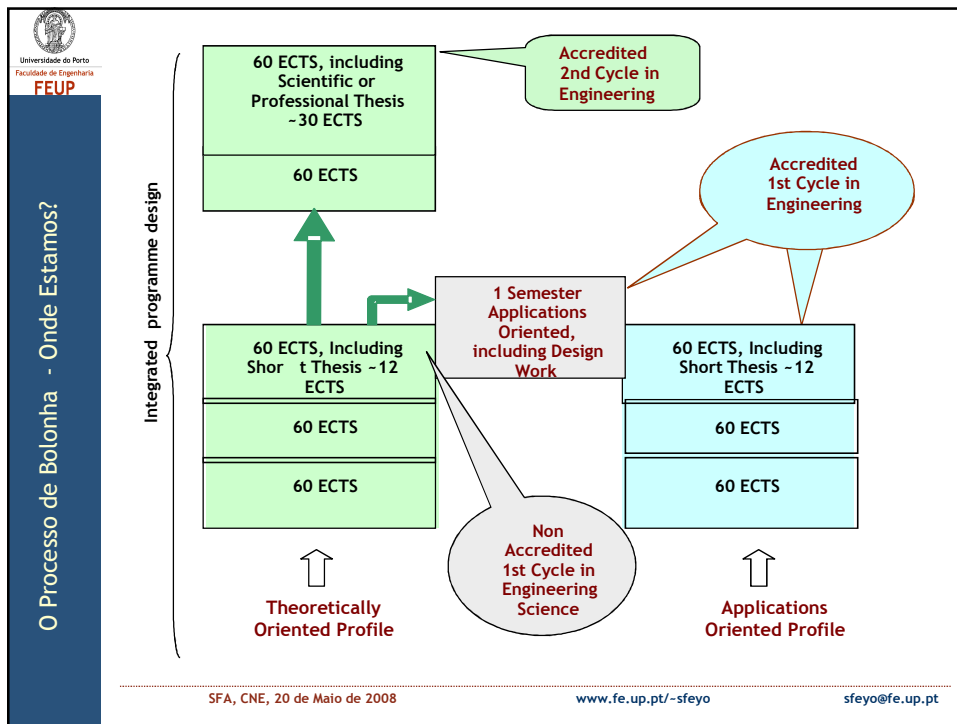 Universidade do Porto
Faculdade de Engenharia
FEUP
O Processo de Bolonha - Onde Estamos?
Integrated programme design
60 ECTS, including
Scientific or
Professional Thesis
~30 ECTS
60 ECTS
Accredited
2nd Cycle in
Engineering
Accredited
1st Cycle in
Engineering
1 Semester
Applications
Oriented,
including Design
Work
60 ECTS, Including
Shor t Thesis ~12
ECTS
60 ECTS
60 ECTS
60 ECTS, Including
Short Thesis ~12
ECTS
60 ECTS
60 ECTS
Non
Accredited
1st Cycle in
Engineering
Science
Theoretically
Oriented Profile
Applications
Oriented Profile
SFA, CNE, 20 de Maio de 2008
www.fe.up.pt/~sfeyo
sfeyo@fe.up.pt